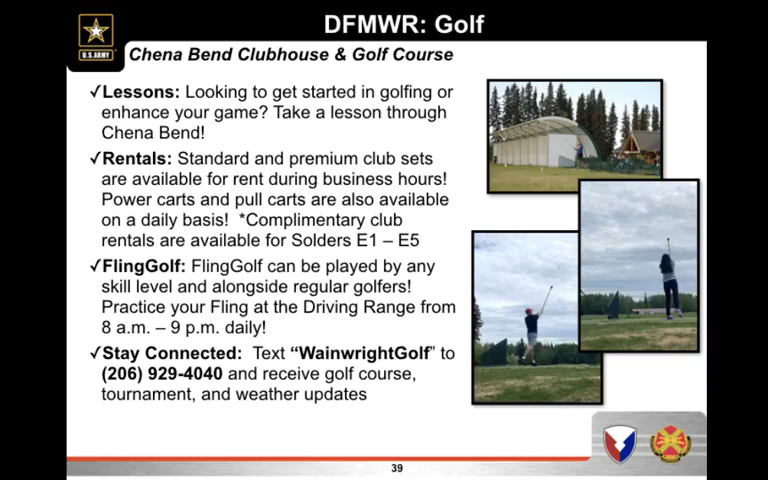 DFMWR: Golf
U.S.ARMY
Chena Bend Clubhouse & Golf Course
✓Lessons: Looking to get started in golfing or
enhance your game? Take a lesson through
Chena Bend!
✓Rentals: Standard and premium club sets
are available for rent during business hours!
Power carts and pull carts are also available
on a daily basis!  *Complimentary club
rentals are available for Solders E1 – E5
✓FlingGolf: FlingGolf can be played by any
skill level and alongside regular golfers!
Practice your Fling at the Driving Range from
8 a.m. – 9 p.m. daily!
✓Stay Connected:  Text “WainwrightGolf” to
(206) 929-4040 and receive golf course,
tournament, and weather updates
39